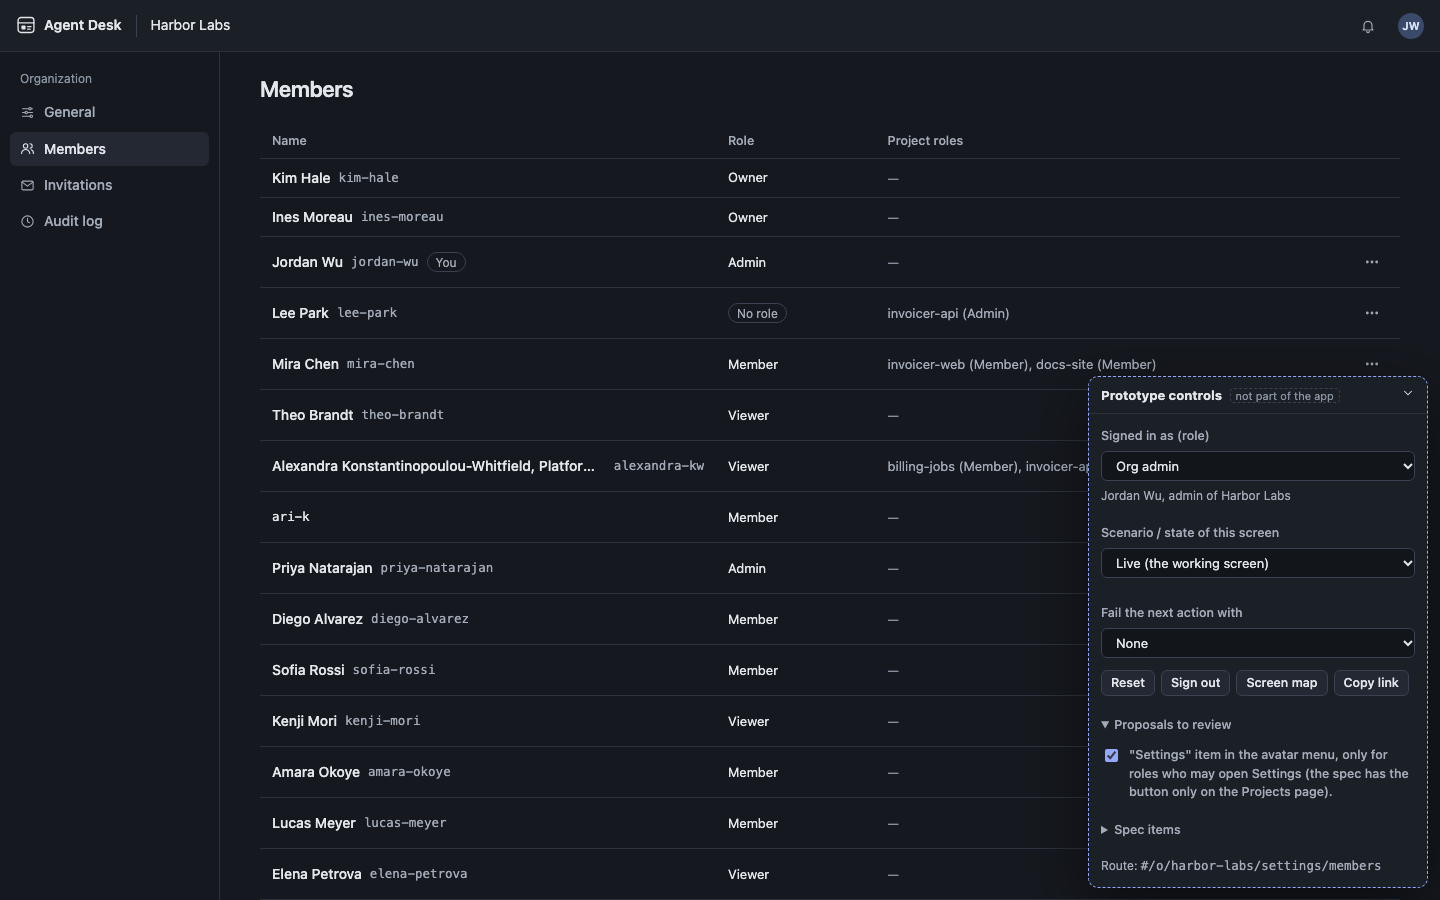 Agent Desk
Harbor Labs
JW
Organization
General
Members
Invitations
Audit log
Members
Name Role Project roles
Kim Hale kim-hale Owner —
Ines Moreau ines-moreau Owner —
Jordan Wu jordan-wu You Admin —
Lee Park lee-park No role invoicer-api (Admin)
Mira Chen mira-chen Member invoicer-web (Member), docs-site (Member)
Theo Brandt theo-brandt Viewer —
Alexandra Konstantinopoulou-Whitfield, Platfor... alexandra-kw Viewer billing-jobs (Member), invoicer-ap
ari-k Member —
Priya Natarajan priya-natarajan Admin —
Diego Alvarez diego-alvarez Member —
Sofia Rossi sofia-rossi Member —
Kenji Mori kenji-mori Viewer —
Amara Okoye amara-okoye Member —
Lucas Meyer lucas-meyer Member —
Elena Petrova elena-petrova Viewer —
Prototype controls not part of the app
Signed in as (role)
Org admin
Jordan Wu, admin of Harbor Labs
Scenario / state of this screen
Live (the working screen)
Fail the next action with
None
Reset Sign out Screen map Copy link
Proposals to review
"Settings" item in the avatar menu, only for
roles who may open Settings (the spec has the
button only on the Projects page).
Spec items
Route: #/o/harbor-labs/settings/members